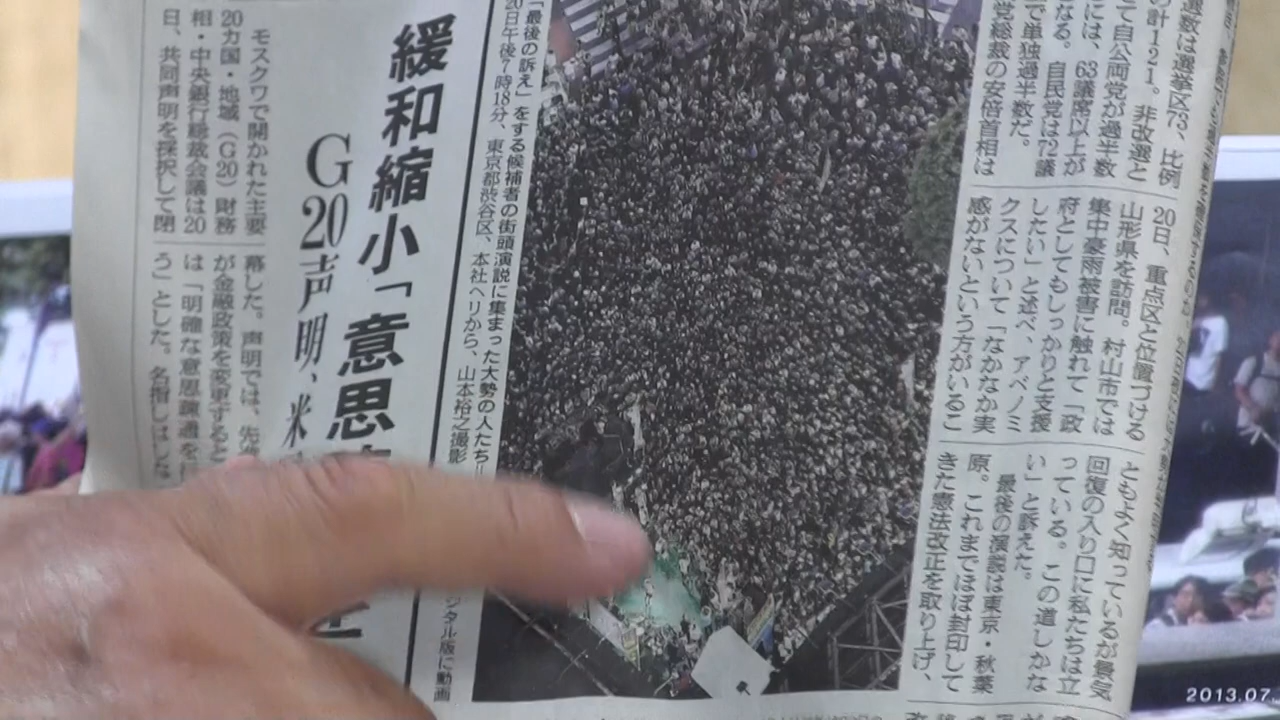 選数は選挙区73、比例
の計121。非改選と
て自公両党が過半数
には、63議席以上が
なる。自民党は72議
で単独過半数だ。
党総裁の安倍首相は
20日、重点区と位置づける
山形県を訪問。村山市では
集中豪雨被害に触れて「政
府としてもしっかりと支援
したい」と述べ、アベノミ
クスについて「なかなか実
感がないという方がいるこ
ともよく知っているが景気
回復の入り口に私たちは立
っている。この道しかな
い」と訴えた。
最後の演説は東京・秋葉
原。これまでほぼ封印して
きた憲法改正を取り上げ、
「最後の訴え」をする候補者の街頭演説に集まった大勢の人たち=
20日午後7時18分、東京都渋谷区、本社ヘリから、山本裕之撮影
ジタル版に動画
緩和縮小「意思
G20声明、米
モスクワで開かれた主要
20カ国・地域(G20)財務
相・中央銀行総裁会議は20
日、共同声明を採択して閉
幕した。声明では、先
が金融政策を変更すると
は「明確な意思疎通を行
う」とした。名指しはしな
2013.07.